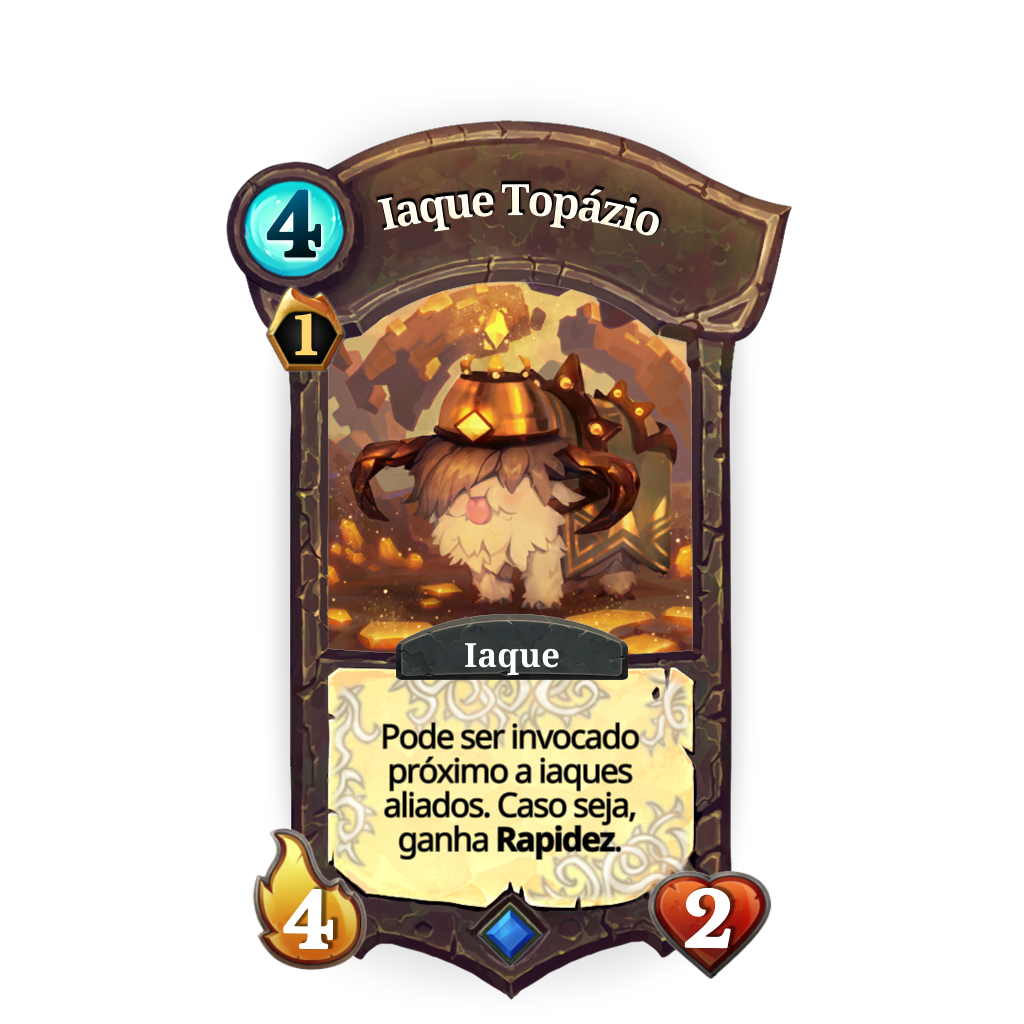 4
Iaque Topázio
1
Iaque
Pode ser invocado
próximo a iaques
aliados. Caso seja,
ganha Rapidez.
4
2